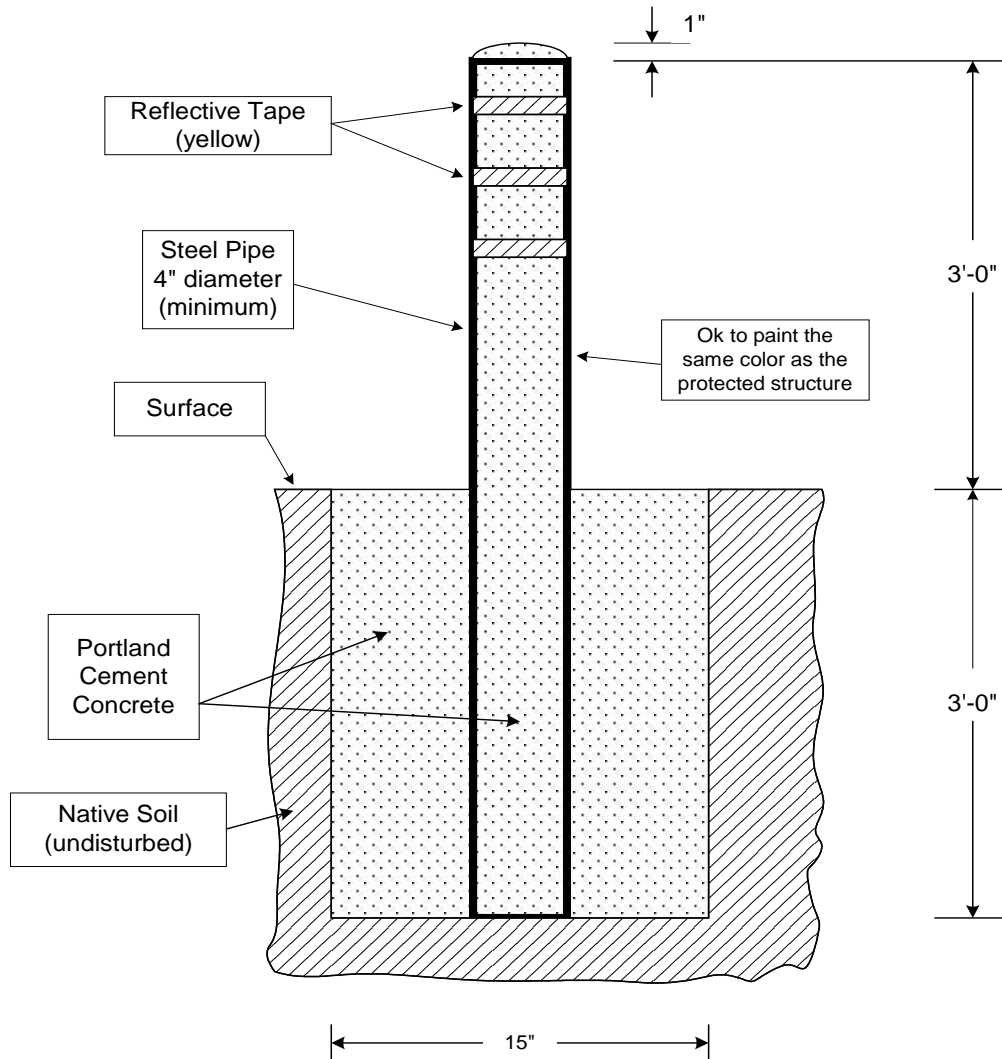 1"
Reflective Tape
(yellow)
Steel Pipe
4" diameter
(minimum)
3'-0"
Ok to paint the
same color as the
protected structure
Surface
Portland
Cement
Concrete
3'-0"
Native Soil
(undisturbed)
15"